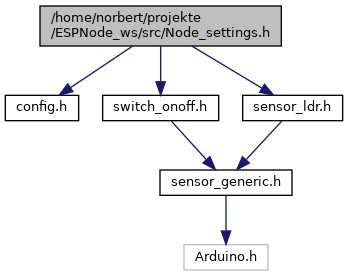 /home/norbert/projekte
/ESPNode_ws/src/Node_settings.h
config.h
switch_onoff.h
sensor_ldr.h
sensor_generic.h
Arduino.h